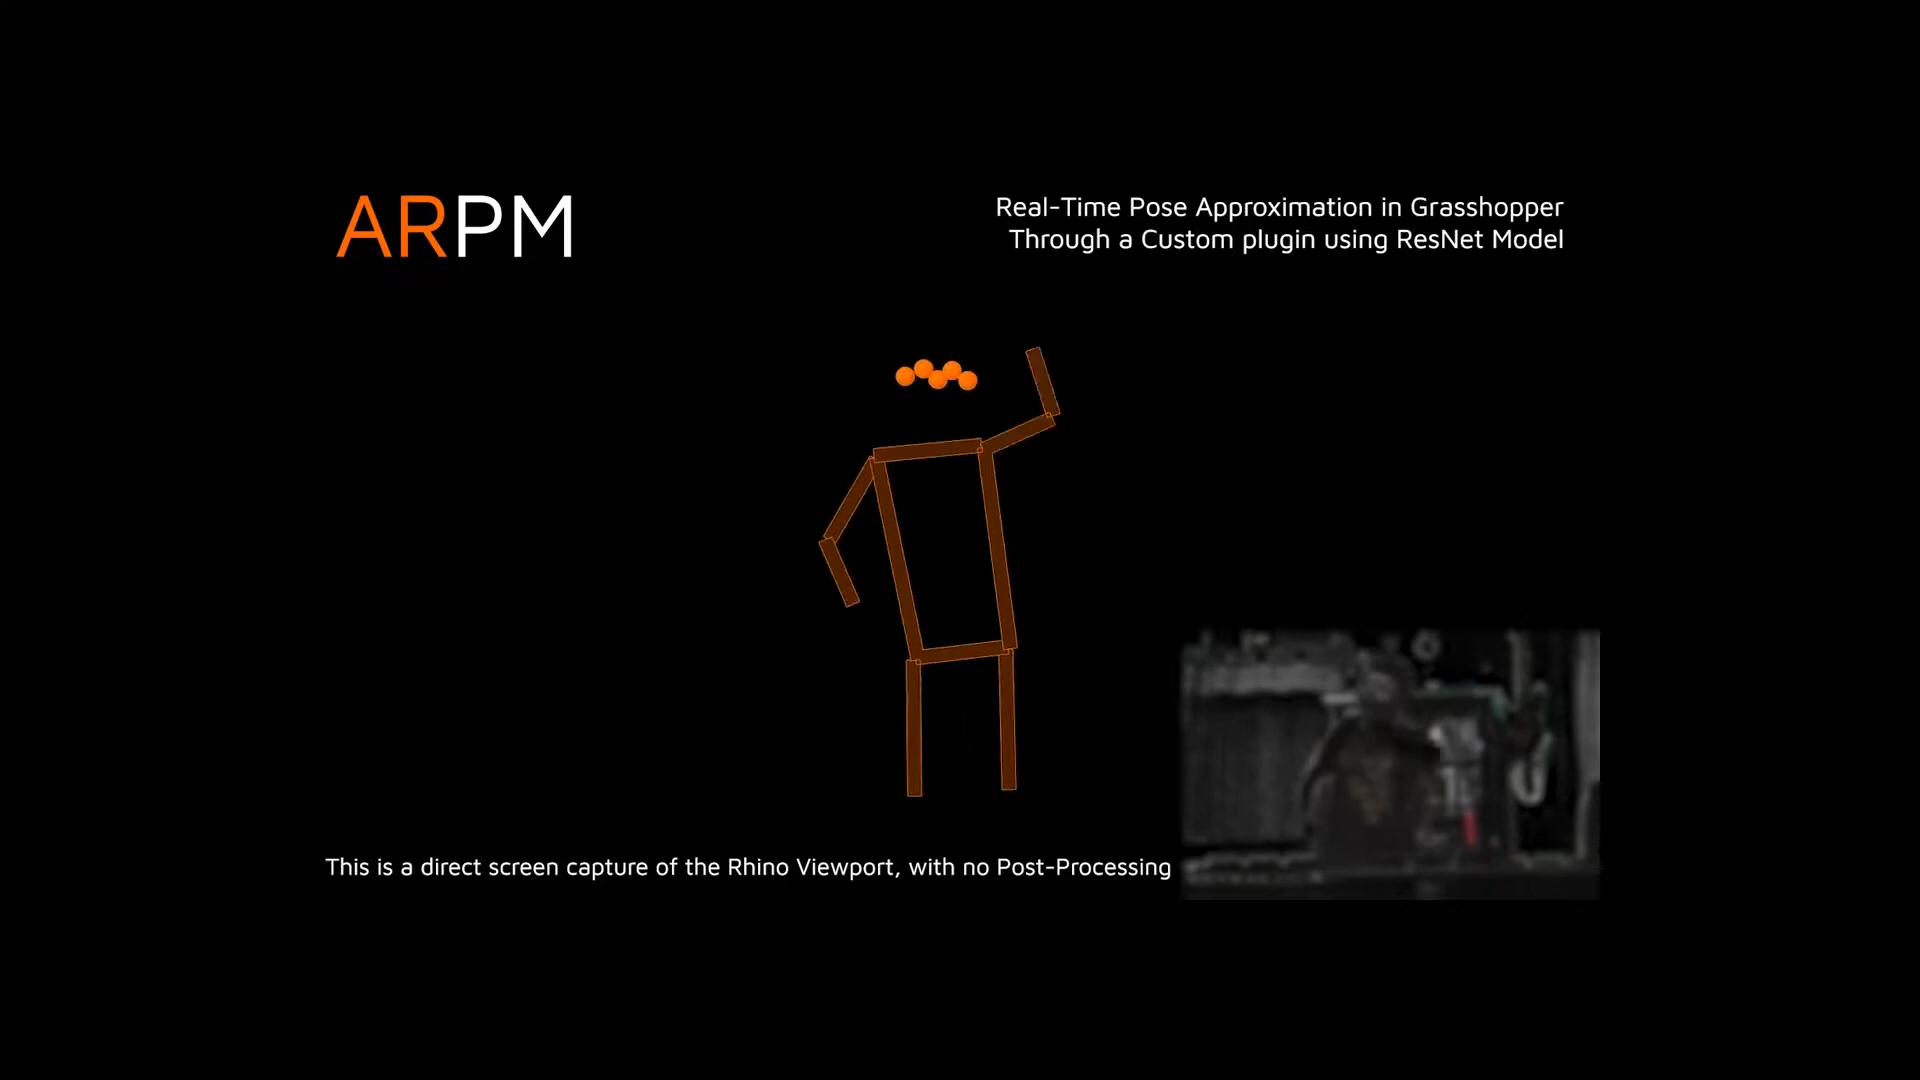 ARPM
Real-Time Pose Approximation in Grasshopper
Through a Custom plugin using ResNet Model
This is a direct screen capture of the Rhino Viewport, with no Post-Processing